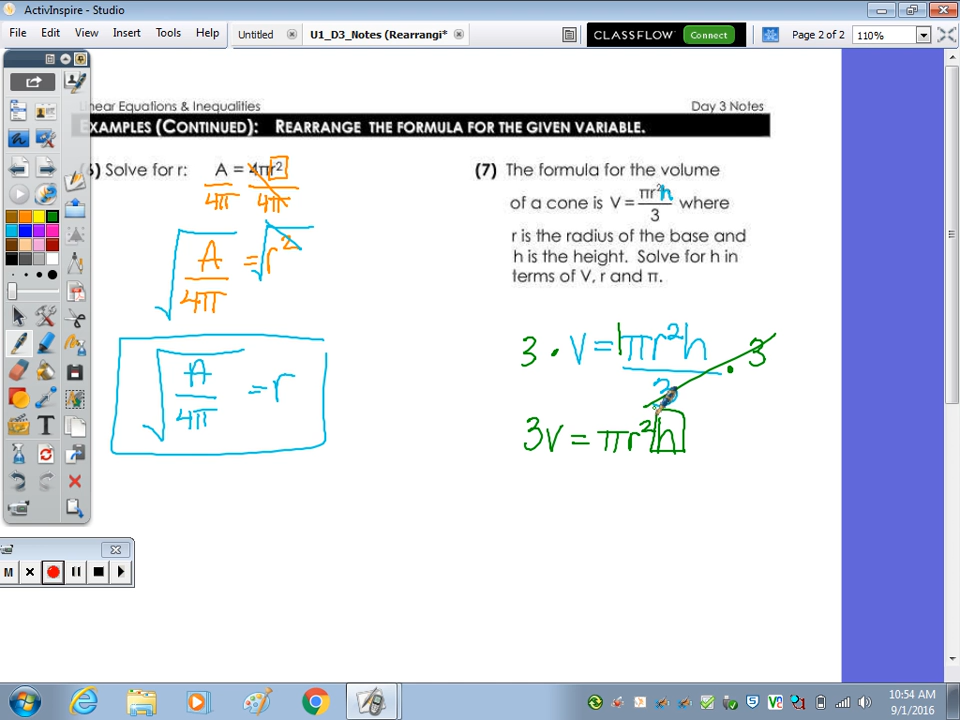 ActivInspire - Studio
File Edit View Insert Tools Help Untitled U1_D3_Notes (Rearrangi* CLASSFLOW Connect Page 2 of 2 110%
near Equations & Inequalities Day 3 Notes
EXAMPLES (CONTINUED): REARRANGE THE FORMULA FOR THE GIVEN VARIABLE.
) Solve for r: A = 4πr²
4π 4π
√(A/4π) = √r²
√(A/4π) = r
(7) The formula for the volume
of a cone is V = πr²h/3 where
r is the radius of the base and
h is the height. Solve for h in
terms of V, r and π.
3 · V = 1πr²h/3 · 3
3V = πr²h
M
10:54 AM
9/1/2016